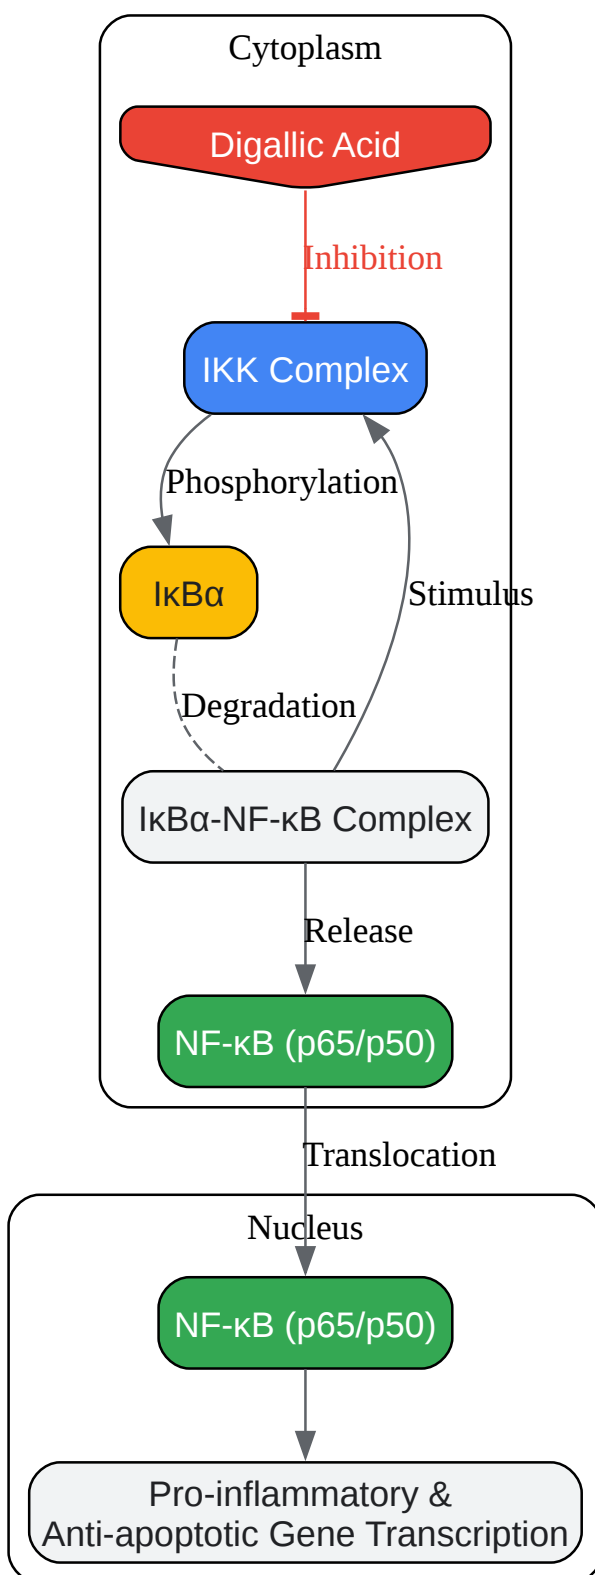 Cytoplasm
Digallic Acid
Inhibition
IKK Complex
Phosphorylation
IκBα
Stimulus
Degradation
IκBα-NF-κB Complex
Release
NF-κB (p65/p50)
Translocation
Nucleus
NF-κB (p65/p50)
Pro-inflammatory &
Anti-apoptotic Gene Transcription